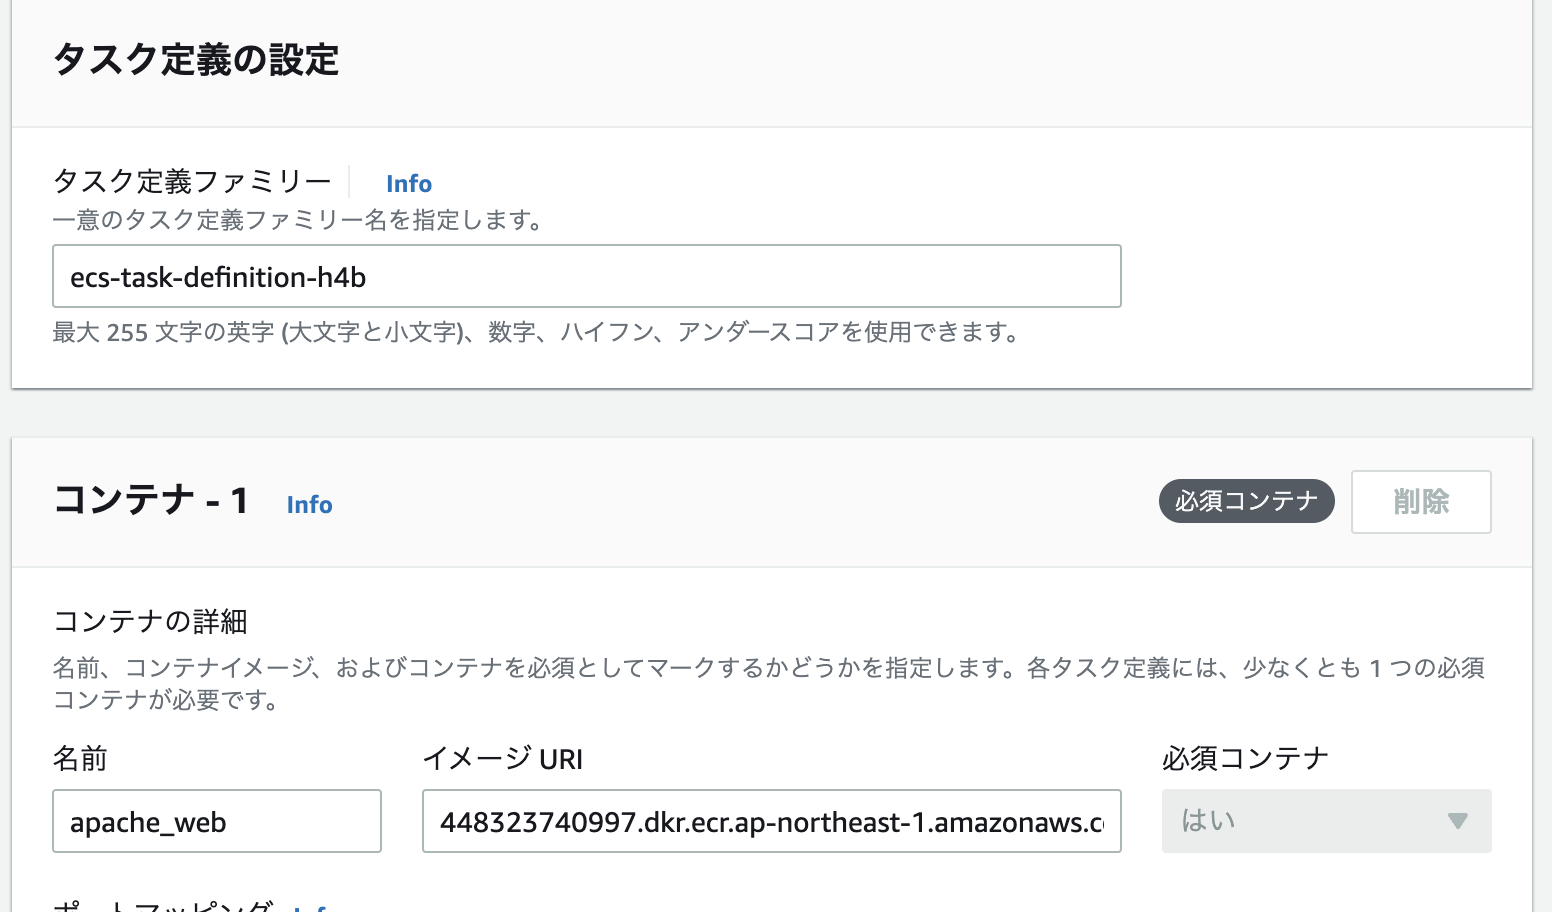 タスク定義の設定
タスク定義ファミリー Info
一意のタスク定義ファミリー名を指定します。
ecs-task-definition-h4b
最大 255 文字の英字 (大文字と小文字)、数字、ハイフン、アンダースコアを使用できます。
コンテナ - 1 Info 必須コンテナ 削除
コンテナの詳細
名前、コンテナイメージ、およびコンテナを必須としてマークするかどうかを指定します。各タスク定義には、少なくとも 1 つの必須
コンテナが必要です。
名前 イメージ URI 必須コンテナ
apache_web 448323740997.dkr.ecr.ap-northeast-1.amazonaws.c はい
ポートマッピング Info